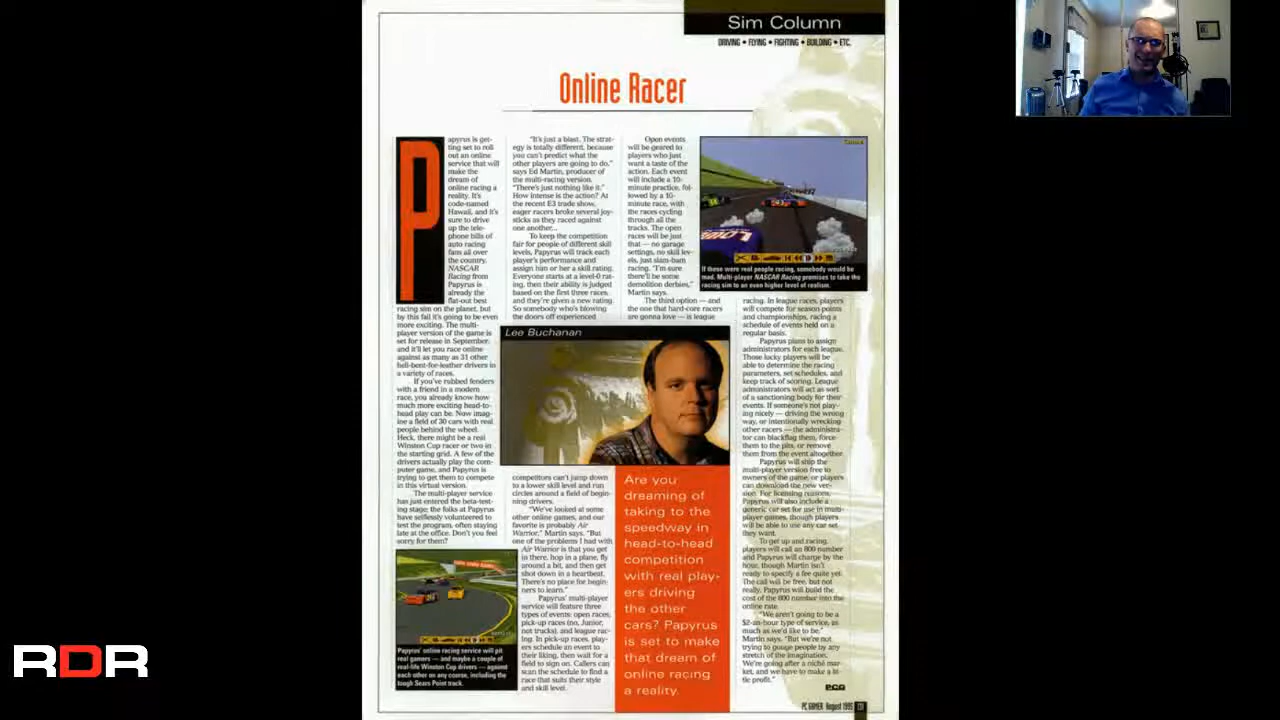 Sim Column
DRIVING • FLYING • FIGHTING • BUILDING • ETC.
Online Racer
Papyrus is get-
ting set to roll
out an online
service that will
make the
dream of
online racing a
reality. It's
code-named
Hawaii, and it's
sure to drive
up the tele-
phone bills of
auto racing
fans all over
the country.
NASCAR
Racing from
Papyrus is
already the
flat-out best
racing sim on the planet, but
by this fall it's going to be even
more exciting. The multi-
player version of the game is
set for release in September,
and it'll let you race online
against as many as 31 other
hell-bent-for-leather drivers in
a variety of races.
If you've rubbed fenders
with a friend in a modern
race, you already know how
much more exciting head-to-
head play can be. Now imag-
ine a field of 30 cars with real
people behind the wheel.
Heck, there might be a real
Winston Cup racer or two in
the starting grid. A few of the
drivers actually play the com-
puter game, and Papyrus is
trying to get them to compete
in this virtual version.
The multi-player service
has just entered the beta-test-
ing stage; the folks at Papyrus
have selflessly volunteered to
test the program, often staying
late at the office. Don't you feel
sorry for them?
Papyrus' online racing service will pit
real gamers — and maybe a couple of
real-life Winston Cup drivers — against
each other on any course, including the
tough Sears Point track.
"It's just a blast. The strat-
egy is totally different, because
you can't predict what the
other players are going to do,"
says Ed Martin, producer of
the multi-racing version.
"There's just nothing like it."
How intense is the action? At
the recent E3 trade show,
eager racers broke several joy-
sticks as they raced against
one another...
To keep the competition
fair for people of different skill
levels, Papyrus will track each
player's performance and
assign him or her a skill rating.
Everyone starts at a level-0 rat-
ing, then their ability is judged
based on the first three races,
and they're given a new rating.
So somebody who's blowing
the doors off experienced
Lee Buchanan
competitors can't jump down
to a lower skill level and run
circles around a field of begin-
ning drivers.
"We've looked at some
other online games, and our
favorite is probably Air
Warrior," Martin says. "But
one of the problems I had with
Air Warrior is that you get
in there, hop in a plane, fly
around a bit, and then get
shot down in a heartbeat.
There's no place for begin-
ners to learn."
Papyrus' multi-player
service will feature three
types of events: open races,
pick-up races (no, Junior,
not trucks), and league rac-
ing. In pick-up races, play-
ers schedule an event to
their liking, then wait for a
field to sign on. Callers can
scan the schedule to find a
race that suits their style
and skill level.
Open events
will be geared to
players who just
want a taste of the
action. Each event
will include a 10-
minute practice, fol-
lowed by a 10-
minute race, with
the races cycling
through all the
tracks. The open
races will be just
that — no garage
settings, no skill lev-
els, just slam-bam
racing. "I'm sure
there'll be some
demolition derbies,"
Martin says.
The third option — and
the one that hard-core racers
are gonna love — is league
If these were real people racing, somebody would be
mad. Multi-player NASCAR Racing promises to take the
racing sim to an even higher level of realism.
Are you
dreaming of
taking to the
speedway in
head-to-head
competition
with real play-
ers driving
the other
cars? Papyrus
is set to make
that dream of
online racing
a reality.
racing. In league races, players
will compete for season points
and championships, racing a
schedule of events held on a
regular basis.
Papyrus plans to assign
administrators for each league.
Those lucky players will be
able to determine the racing
parameters, set schedules, and
keep track of scoring. League
administrators will act as sort
of a sanctioning body for their
events. If someone's not play-
ing nicely — driving the wrong
way, or intentionally wrecking
other racers — the administra-
tor can blackflag them, force
them to the pits, or remove
them from the event altogether.
Papyrus will ship the
multi-player version free to
owners of the game, or players
can download the new ver-
sion. For licensing reasons,
Papyrus will also include a
generic car set for use in multi-
player games, though players
will be able to use any car set
they want.
To get up and racing,
players will call an 800 number
and Papyrus will charge by the
hour, though Martin isn't
ready to specify a fee quite yet.
The call will be free, but not
really. Papyrus will build the
cost of the 800 number into the
online rate.
"We aren't going to be a
$2-an-hour type of service, as
much as we'd like to be,"
Martin says. "But we're not
trying to gouge people by any
stretch of the imagination.
We're going after a niche mar-
ket, and we have to make a lit-
tle profit."
PCG
PC GAMER August 1995
RDR